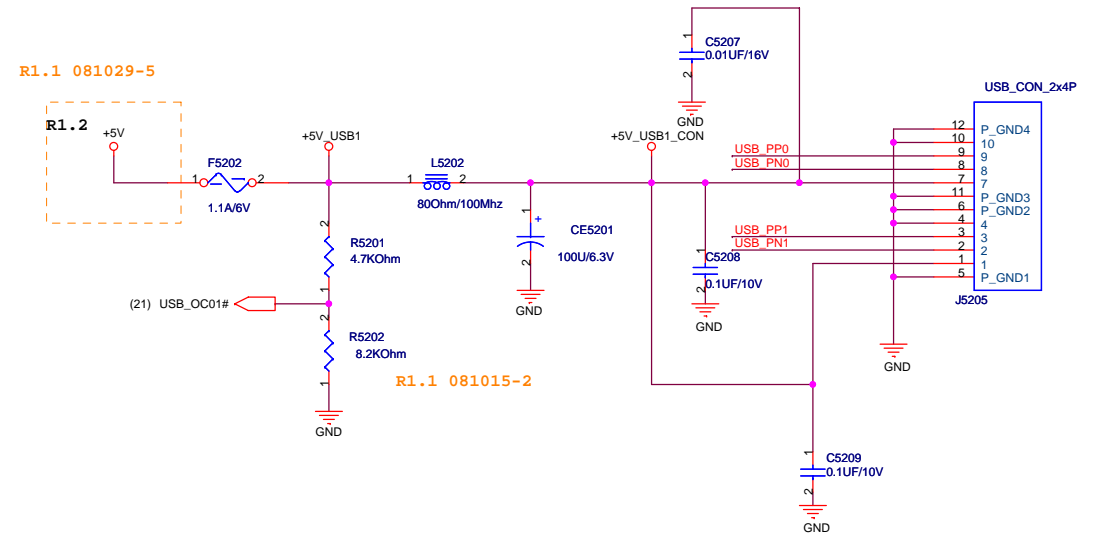 C5207
0.01UF/16V
1
2
GND
R1.1 081029-5
R1.2
+5V
F5202
1
2
1.1A/6V
+5V_USB1
L5202
1
2
80Ohm/100Mhz
+5V_USB1_CON
USB_CON_2x4P
USB_PP0
USB_PN0
USB_PP1
USB_PN1
12
P_GND4
10
10
9
9
8
8
7
7
11
P_GND3
6
P_GND2
4
4
3
3
2
2
1
1
5
P_GND1
J5205
GND
2
R5201
4.7KOhm
1
1
+
CE5201
100U/6.3V
2
GND
1
C5208
0.1UF/10V
2
GND
(21) USB_OC01#
2
R5202
8.2KOhm
1
GND
R1.1 081015-2
1
C5209
0.1UF/10V
2
GND